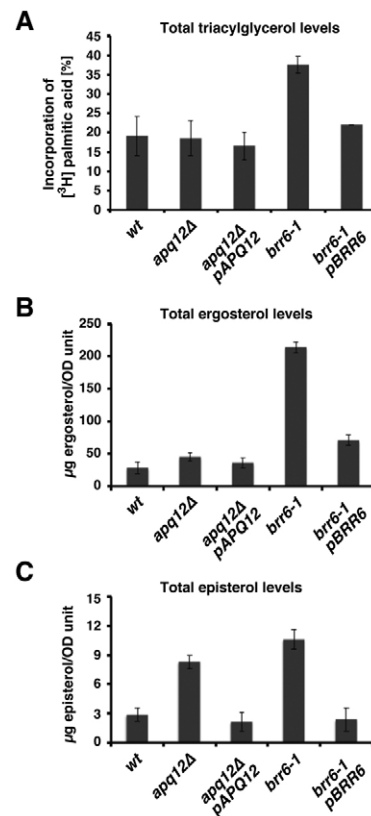 A
Total triacylglycerol levels
Incorporation of
[³H] palmitic acid [%]
45
40
35
30
25
20
15
10
5
0
wt
apq12Δ
apq12Δ
pAPQ12
brr6-1
brr6-1
pBRR6
B
Total ergosterol levels
µg ergosterol/OD unit
250
200
150
100
50
0
wt
apq12Δ
apq12Δ
pAPQ12
brr6-1
brr6-1
pBRR6
C
Total episterol levels
µg episterol/OD unit
15
12
9
6
3
0
wt
apq12Δ
apq12Δ
pAPQ12
brr6-1
brr6-1
pBRR6